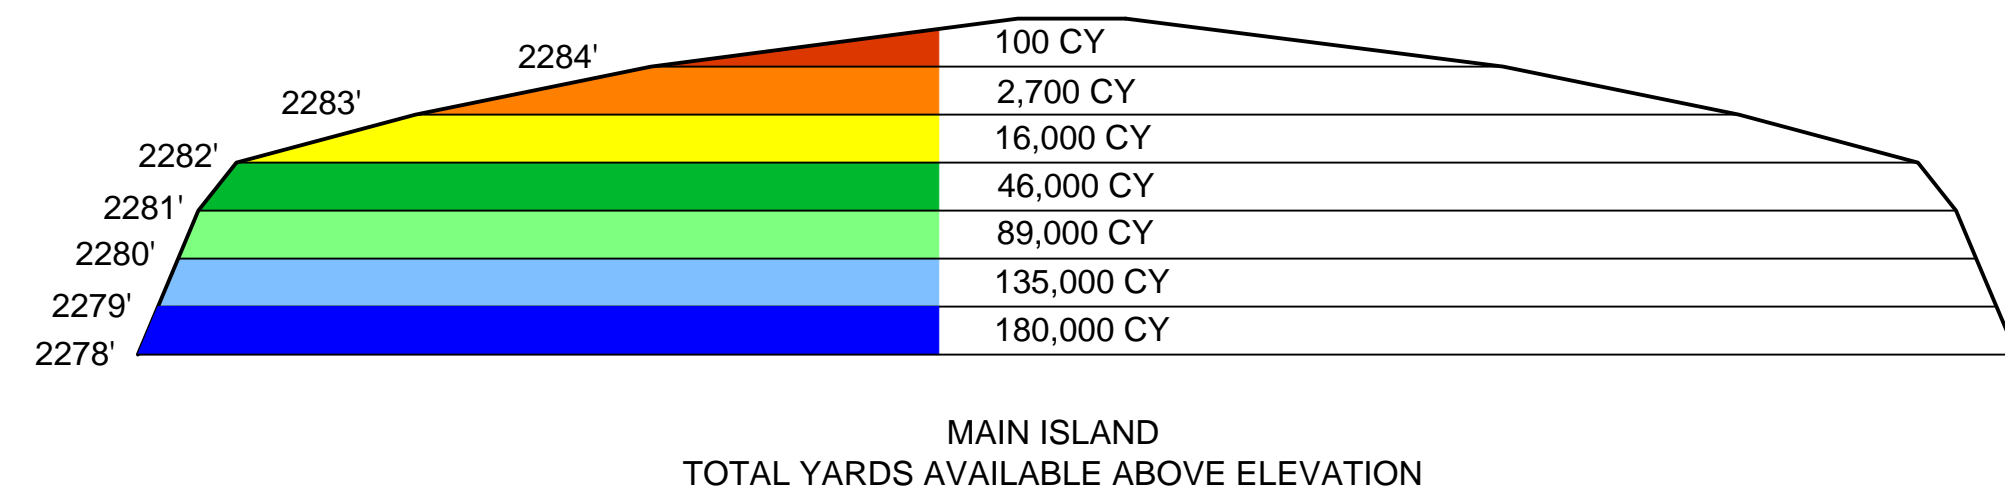 2284'
100 CY
2283'
2,700 CY
2282'
16,000 CY
2281'
46,000 CY
2280'
89,000 CY
2279'
135,000 CY
2278'
180,000 CY
MAIN ISLAND
TOTAL YARDS AVAILABLE ABOVE ELEVATION